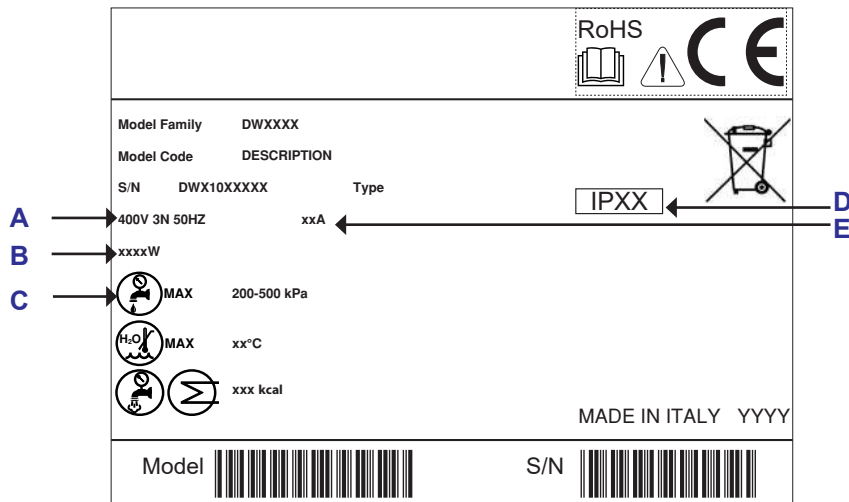 RoHS
CE
Model Family DWXXXX
Model Code DESCRIPTION
S/N DWX10XXXXX Type
IPXX
D
A
400V 3N 50HZ xxA
E
B
xxxxW
C
MAX 200-500 kPa
H₂O MAX xx°C
xxx kcal
MADE IN ITALY YYYY
Model S/N